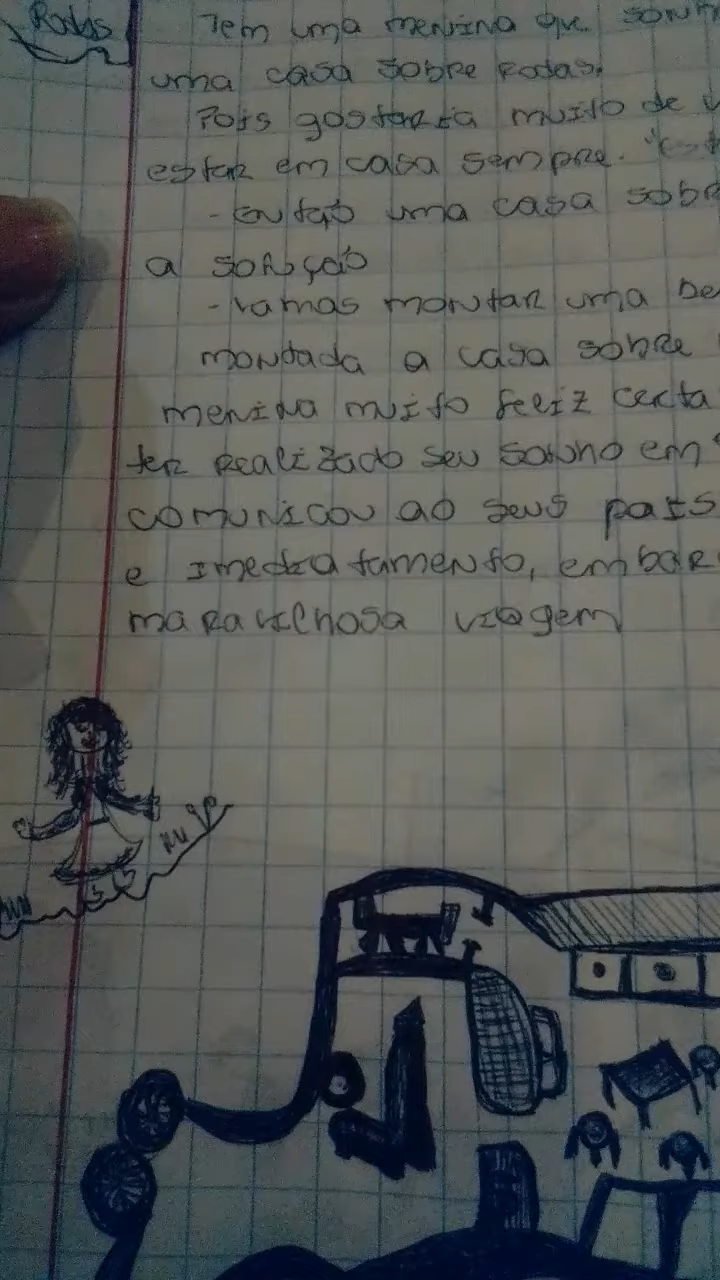 Rodas
Tem uma menina que
uma casa sobre rodas.
Pois gostaria muito de
estar em casa sempre.
- Então uma casa
a solução
- vamos montar uma
montada a casa sobre
menina muito feliz certa
ter realizado seu sonho em
comunicou ao seus pais
e imediatamento,
maravilhosa viagem